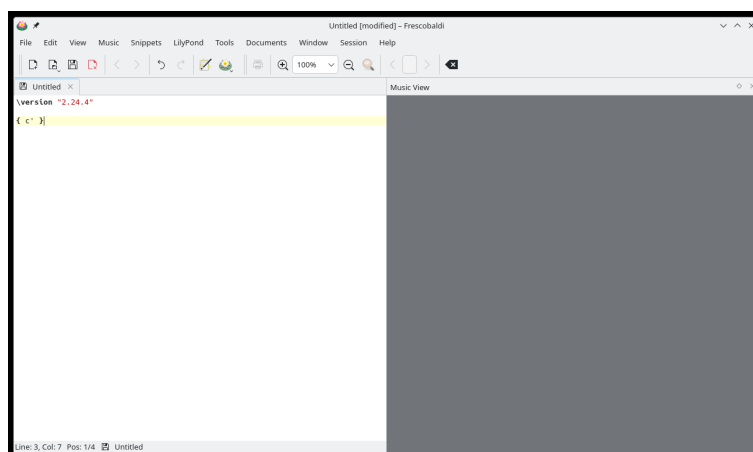 Untitled [modified] – Frescobaldi
File Edit View Music Snippets LilyPond Tools Documents Window Session Help
100%
Untitled
Music View
\version "2.24.4"
{ c' }
Line: 3, Col: 7 Pos: 1/4 Untitled